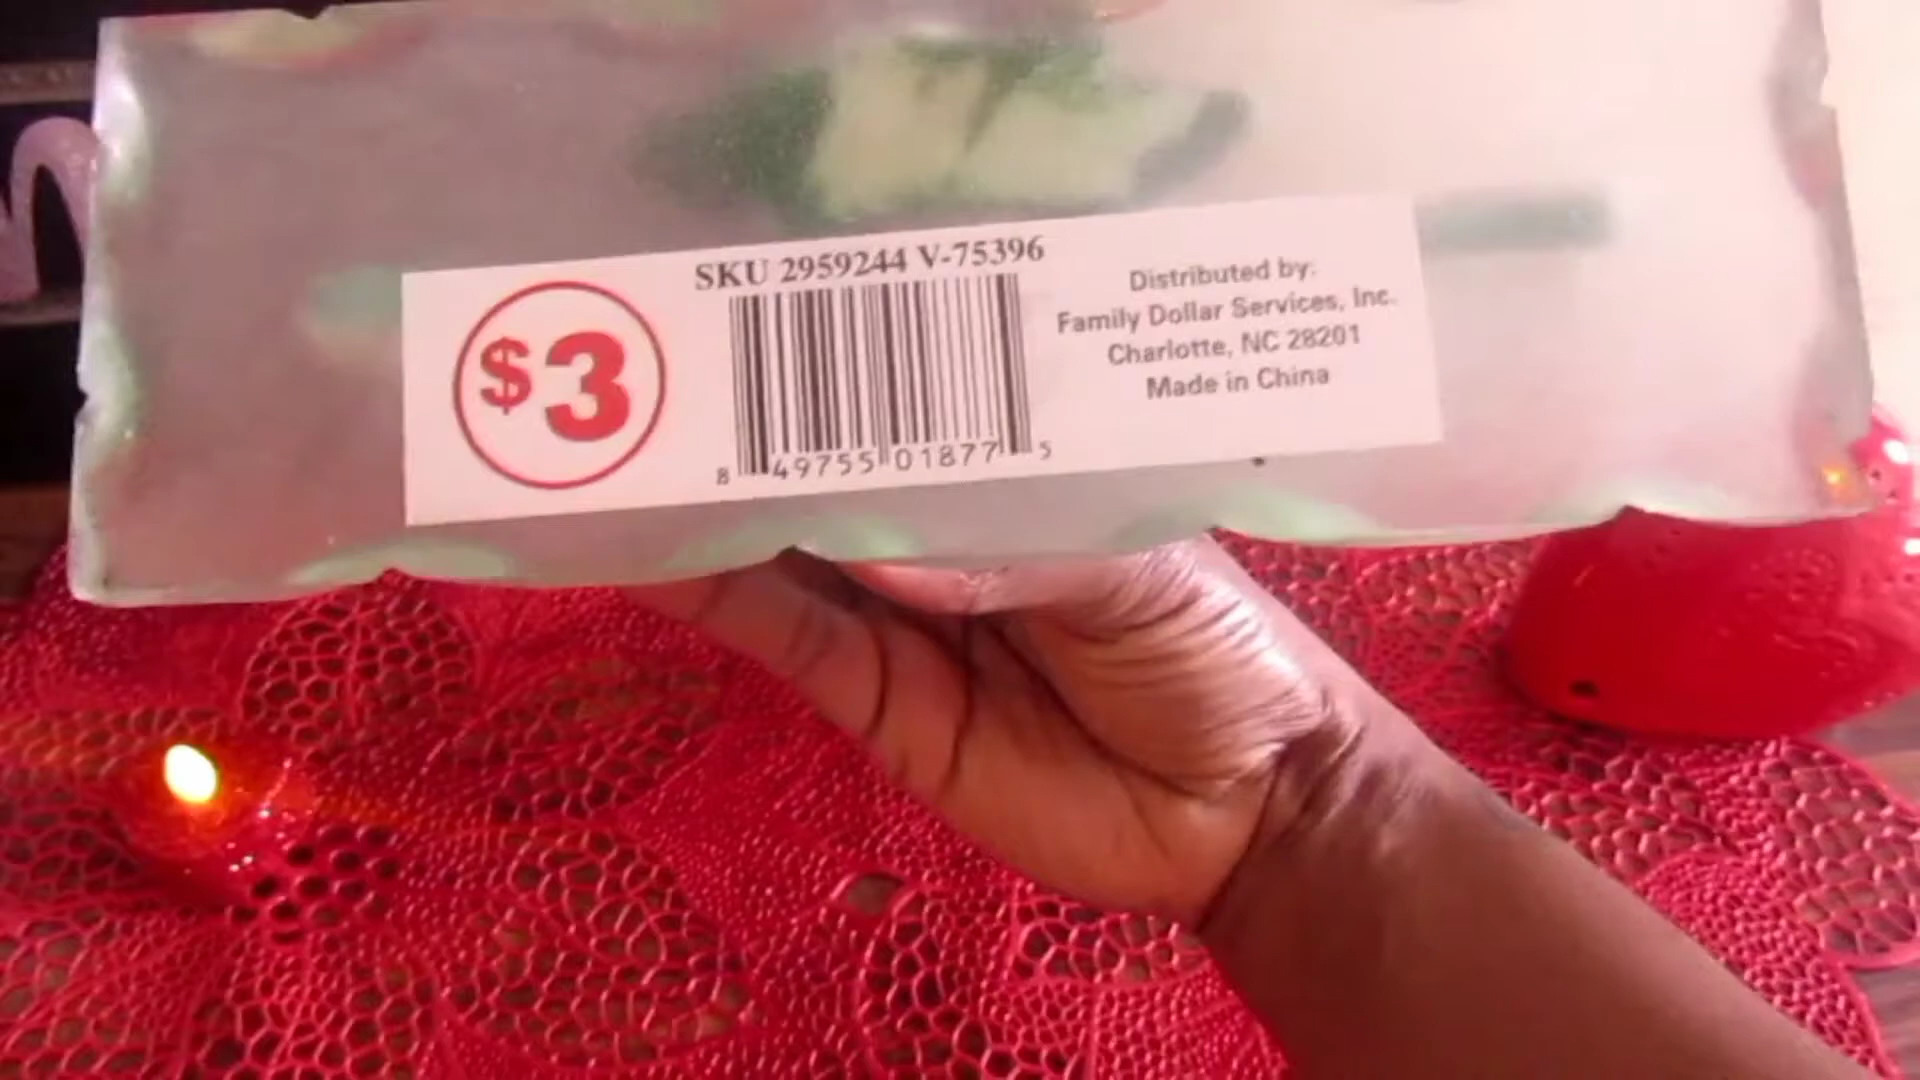 SKU 2959244 V-75396
$3
8 49755 01877 5
Distributed by:
Family Dollar Services, Inc.
Charlotte, NC 28201
Made in China